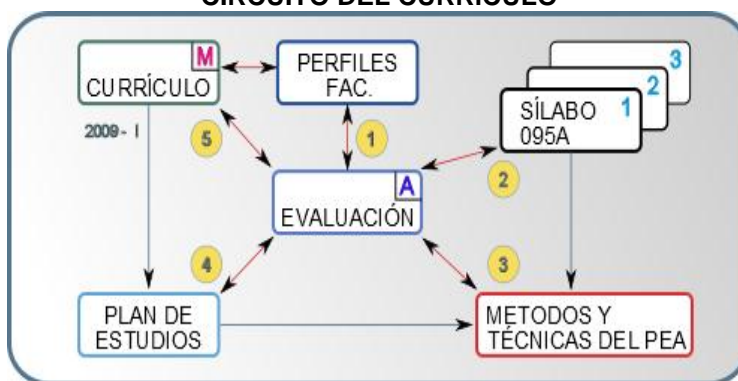 CIRCUITO DEL CURRÍCULO
M
CURRÍCULO
PERFILES
FAC.
3
2
1
SÍLABO
095A
2009 - I
5
1
2
A
EVALUACIÓN
4
3
PLAN DE
ESTUDIOS
METODOS Y
TÉCNICAS DEL PEA